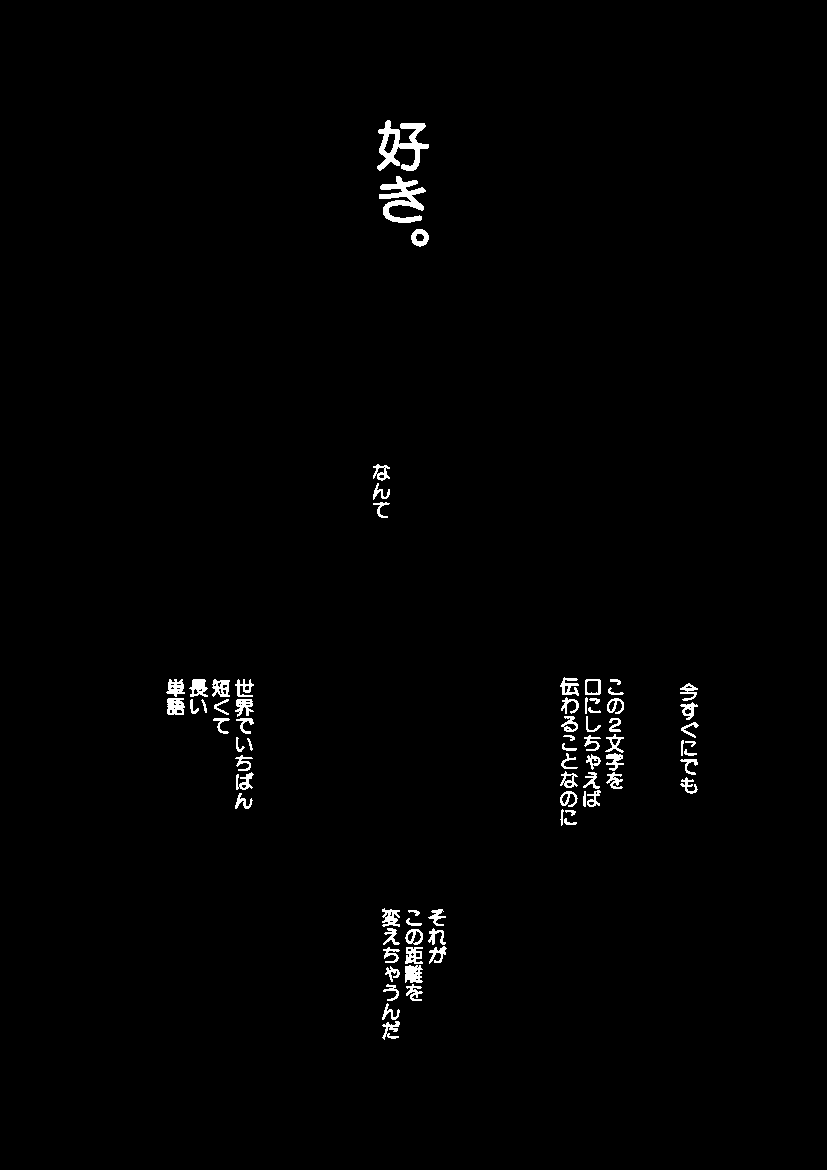 好き。
なんて
今すぐにでも
この2文字を
口にしちゃえば
伝わることなのに
それが
この距離を
変えちゃうんだ
世界でいちばん
短くて
長い
単語